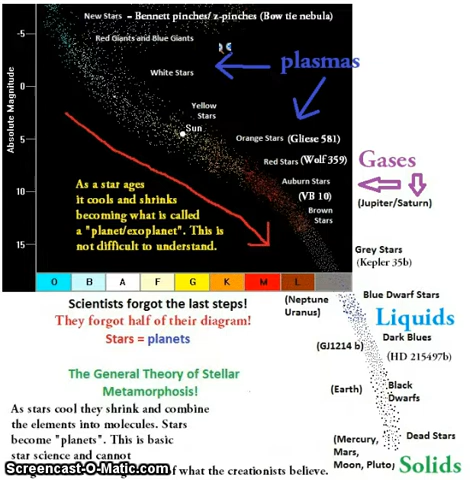 New Stars = Bennett pinches/ z-pinches (Bow tie nebula)
-5
Red Giants and Blue Giants
plasmas
White Stars
0
Yellow
Stars
Sun
Absolute Magnitude
5
Orange Stars (Gliese 581)
Red Stars (Wolf 359)
Gases
As a star ages
it cools and shrinks
becoming what is called
a "planet/exoplanet". This is
not difficult to understand.
Auburn Stars
(VB 10)
10
Brown
Stars
(Jupiter/Saturn)
15
Grey Stars
(Kepler 35b)
O B A F G K M L
Scientists forgot the last steps!
They forgot half of their diagram!
Stars = planets
(Neptune
Uranus)
Blue Dwarf Stars
Liquids
Dark Blues
(GJ1214 b)
(HD 215497b)
The General Theory of Stellar
Metamorphosis!
(Earth)
Black
Dwarfs
As stars cool they shrink and combine
the elements into molecules. Stars
become "planets". This is basic
star science and cannot
of what the creationists believe.
Dead Stars
(Mercury,
Mars,
Moon, Pluto)
Solids
Screencast-O-Matic.com